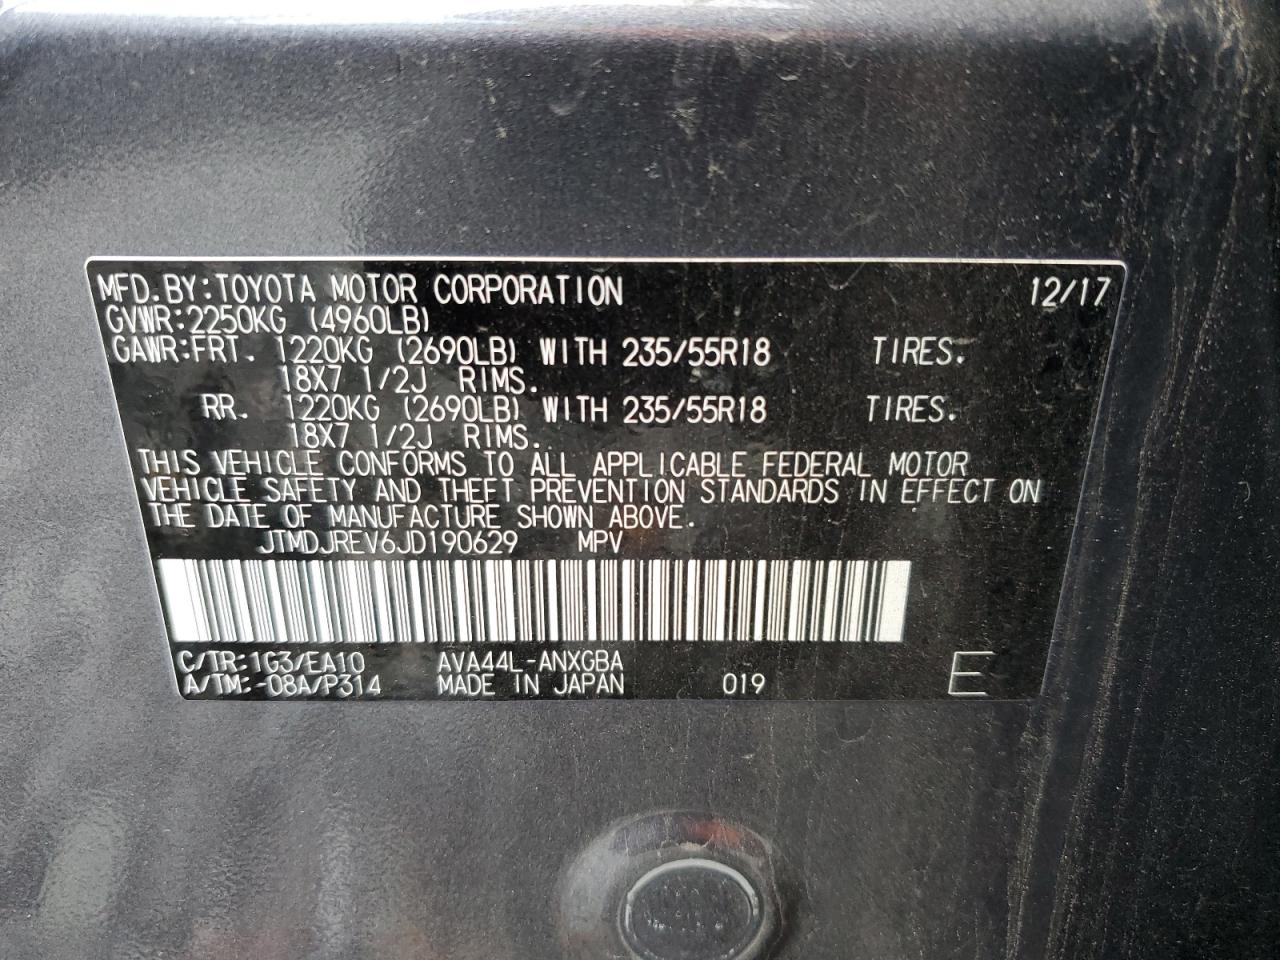 MFD. BY: TOYOTA MOTOR CORPORATION 12/17
GVWR: 2250KG (4960LB)
GAWR: FRT. 1220KG (2690LB) WITH 235/55R18 TIRES.
18X7 1/2J RIMS.
RR. 1220KG (2690LB) WITH 235/55R18 TIRES.
18X7 1/2J RIMS.
THIS VEHICLE CONFORMS TO ALL APPLICABLE FEDERAL MOTOR
VEHICLE SAFETY AND THEFT PREVENTION STANDARDS IN EFFECT ON
THE DATE OF MANUFACTURE SHOWN ABOVE.
JTMDJREV6JD190629 MPV
C/TR: 1G3/EA10 AVA44L-ANXGBA
A/TM: -08A/P314 MADE IN JAPAN 019 E